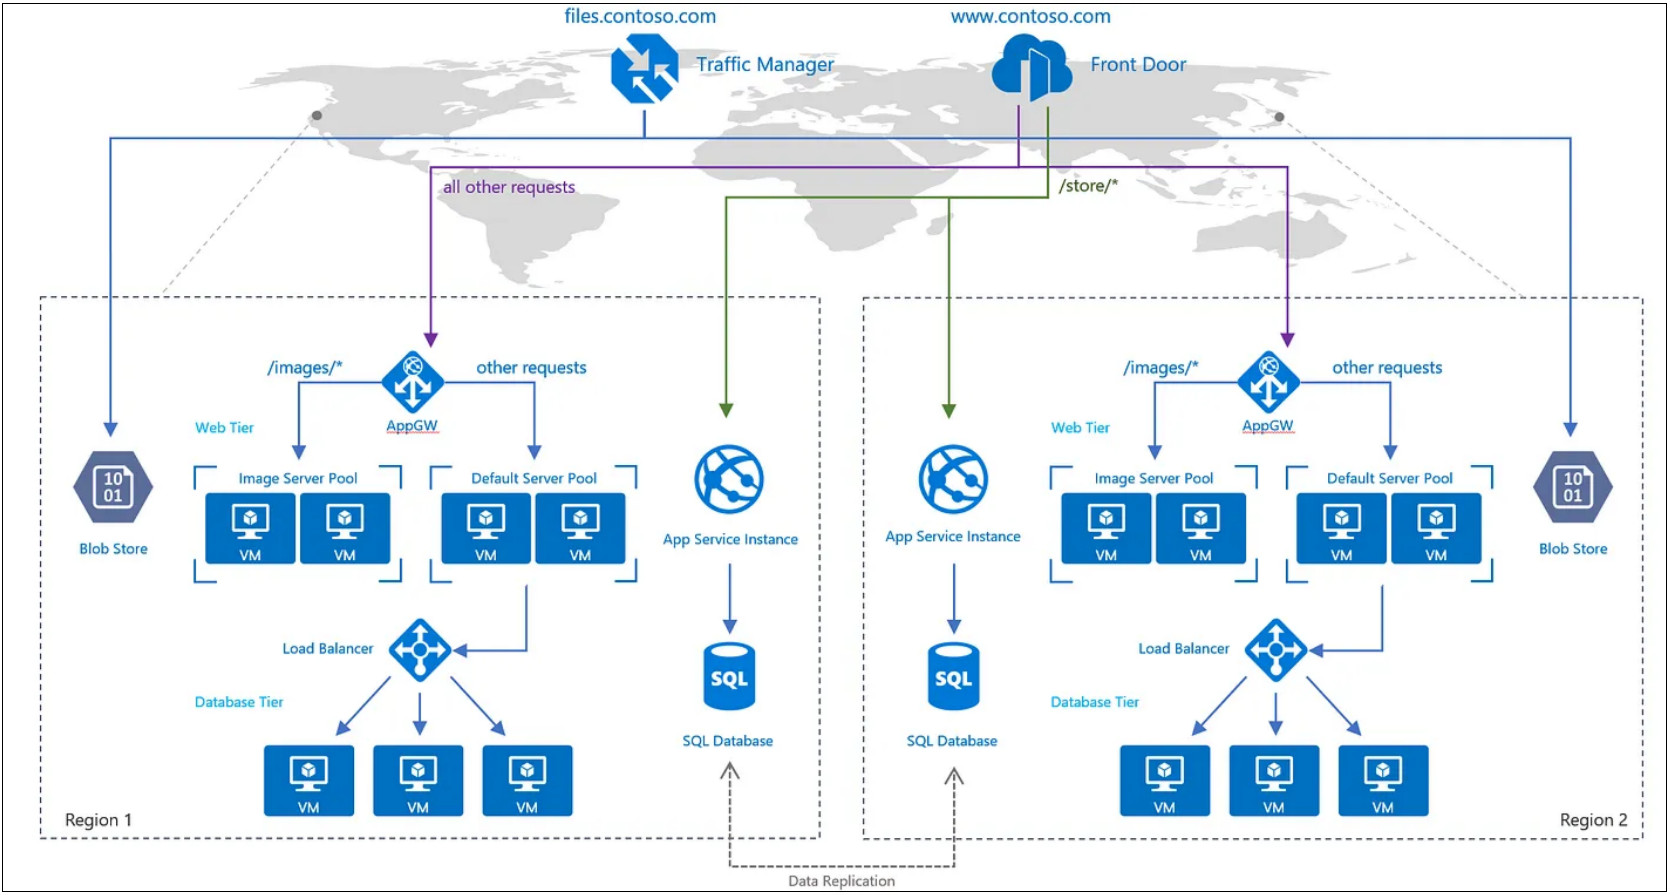 files.contoso.com
www.contoso.com
Traffic Manager
Front Door
all other requests
/store/*
/images/*
other requests
AppGW
Web Tier
Image Server Pool
VM
VM
Default Server Pool
VM
VM
10
01
Blob Store
App Service Instance
Load Balancer
SQL
SQL Database
Database Tier
VM
VM
VM
Region 1
/images/*
other requests
AppGW
Web Tier
Image Server Pool
VM
VM
Default Server Pool
VM
VM
10
01
Blob Store
App Service Instance
Load Balancer
SQL
SQL Database
Database Tier
VM
VM
VM
Region 2
Data Replication